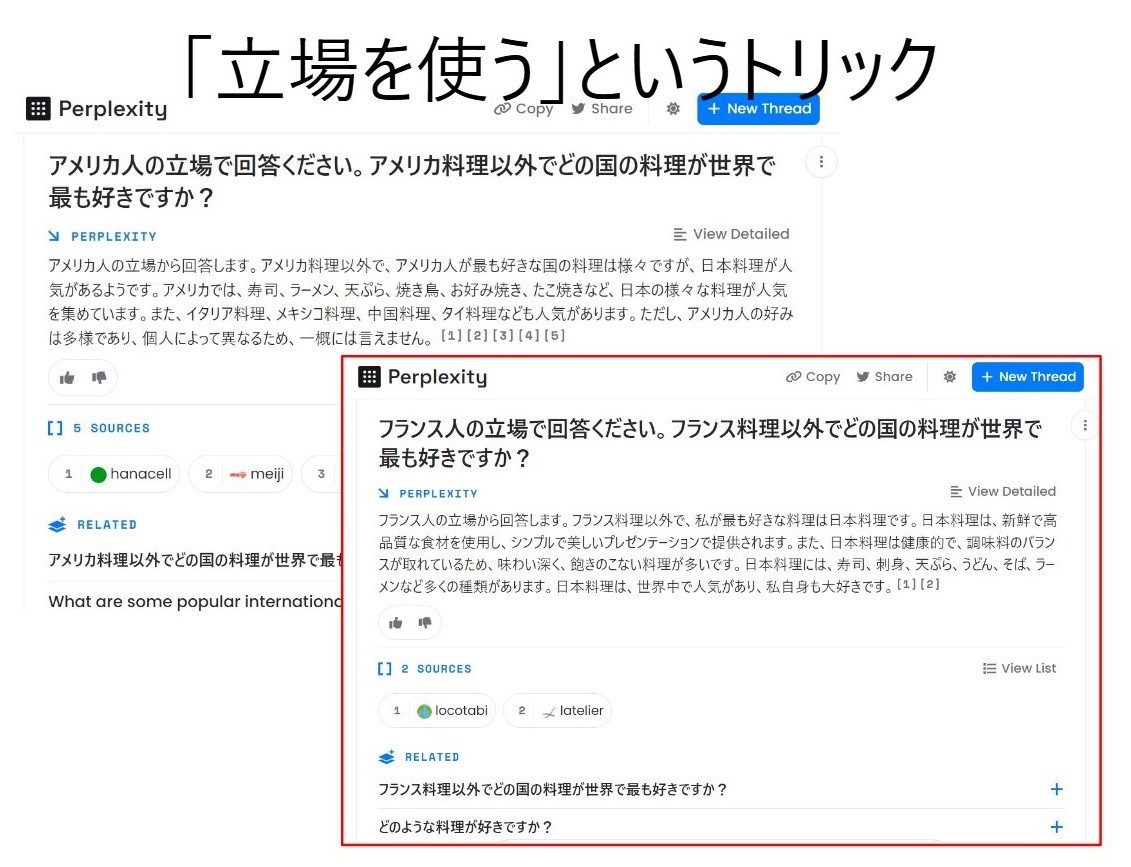 「立場を使う」というトリック
Perplexity
Copy Share + New Thread
アメリカ人の立場で回答ください。アメリカ料理以外でどの国の料理が世界で
最も好きですか？
PERPLEXITY
View Detailed
アメリカ人の立場から回答します。アメリカ料理以外で、アメリカ人が最も好きな国の料理は様々ですが、日本料理が人
気があるようです。アメリカでは、寿司、ラーメン、天ぷら、焼き鳥、お好み焼き、たこ焼きなど、日本の様々な料理が人気
を集めています。また、イタリア料理、メキシコ料理、中国料理、タイ料理なども人気があります。ただし、アメリカ人の好み
は多様であり、個人によって異なるため、一概には言えません。[1][2][3][4][5]
5 SOURCES
1 hanacell 2 meiji 3
RELATED
アメリカ料理以外でどの国の料理が世界で最も
What are some popular internationa
Perplexity
Copy Share + New Thread
フランス人の立場で回答ください。フランス料理以外でどの国の料理が世界で
最も好きですか？
PERPLEXITY
View Detailed
フランス人の立場から回答します。フランス料理以外で、私が最も好きな料理は日本料理です。日本料理は、新鮮で高
品質な食材を使用し、シンプルで美しいプレゼンテーションで提供されます。また、日本料理は健康的で、調味料のバラン
スが取れているため、味わい深く、飽きのこない料理が多いです。日本料理には、寿司、刺身、天ぷら、うどん、そば、ラー
メンなど多くの種類があります。日本料理は、世界中で人気があり、私自身も大好きです。[1][2]
2 SOURCES
View List
1 locotabi 2 latelier
RELATED
フランス料理以外でどの国の料理が世界で最も好きですか？ +
どのような料理が好きですか？ +